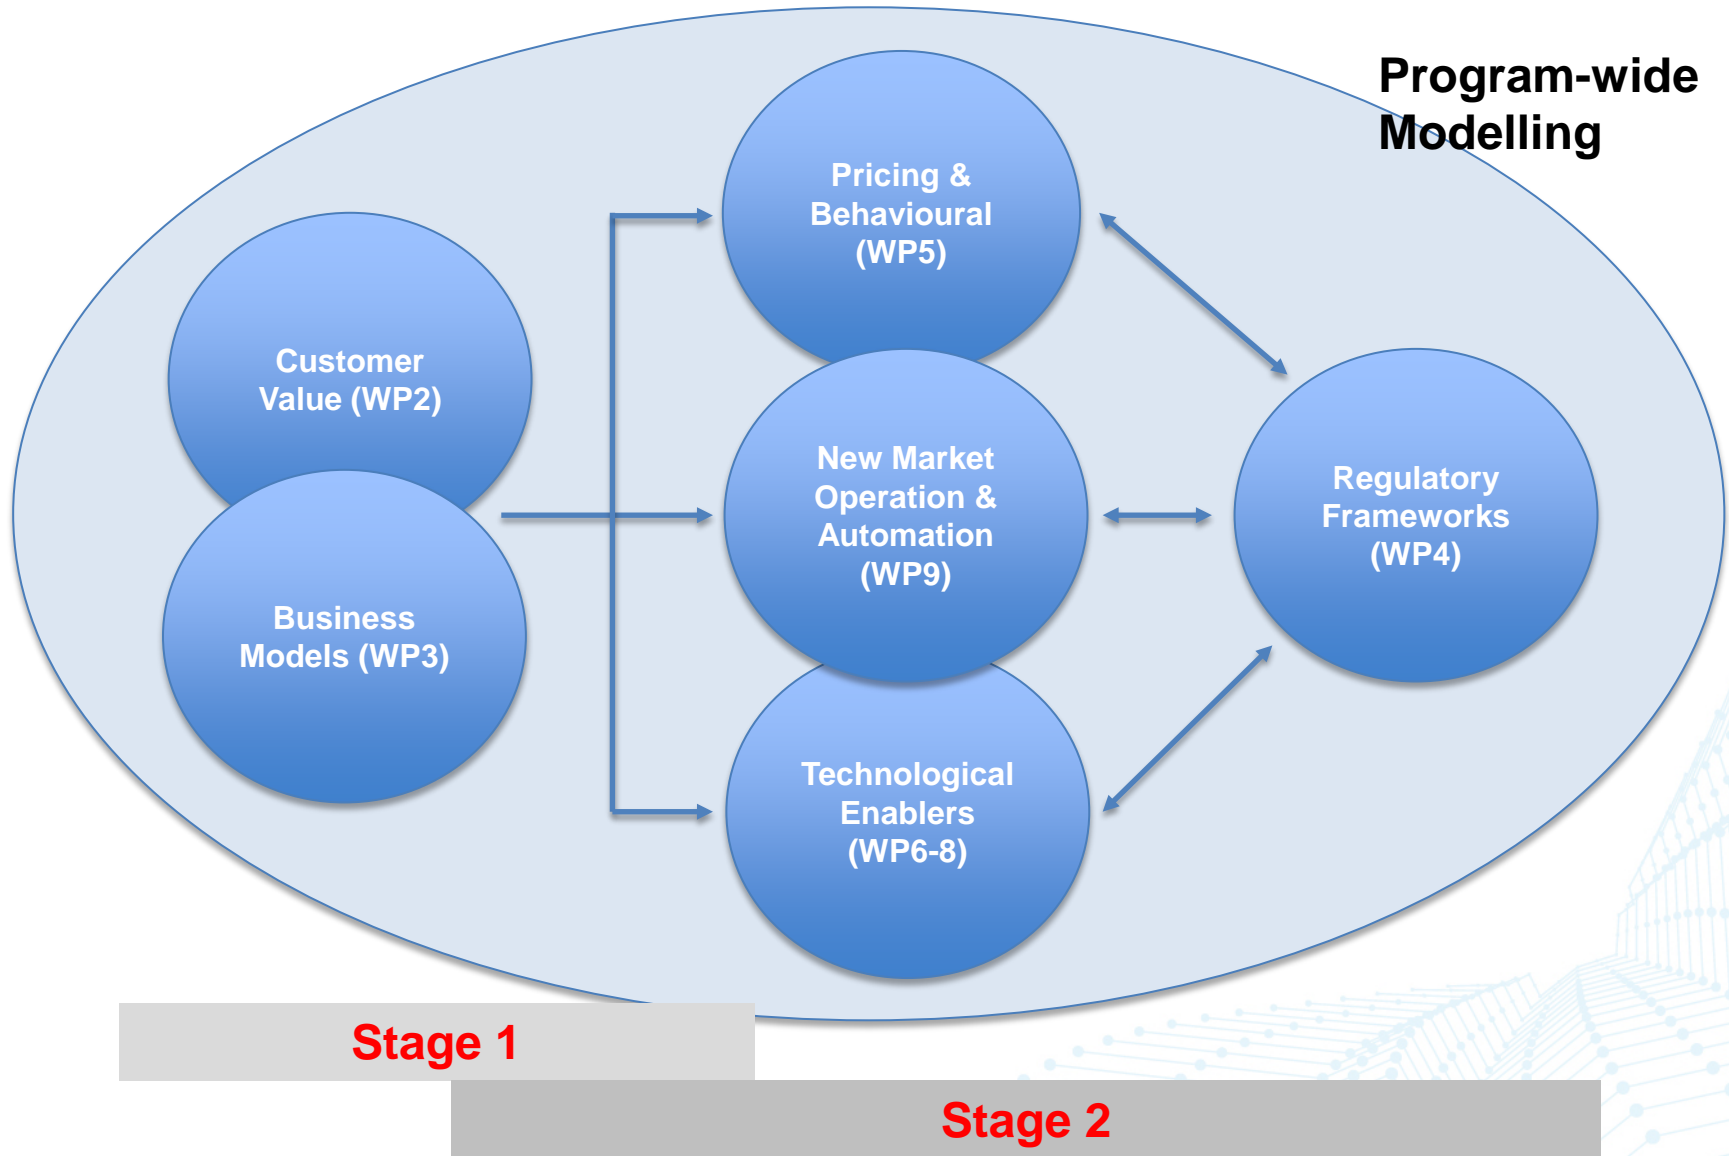 Program-wide
Modelling
Pricing &
Behavioural
(WP5)
Customer
Value (WP2)
New Market
Operation &
Automation
(WP9)
Regulatory
Frameworks
(WP4)
Business
Models (WP3)
Technological
Enablers
(WP6-8)
Stage 1
Stage 2